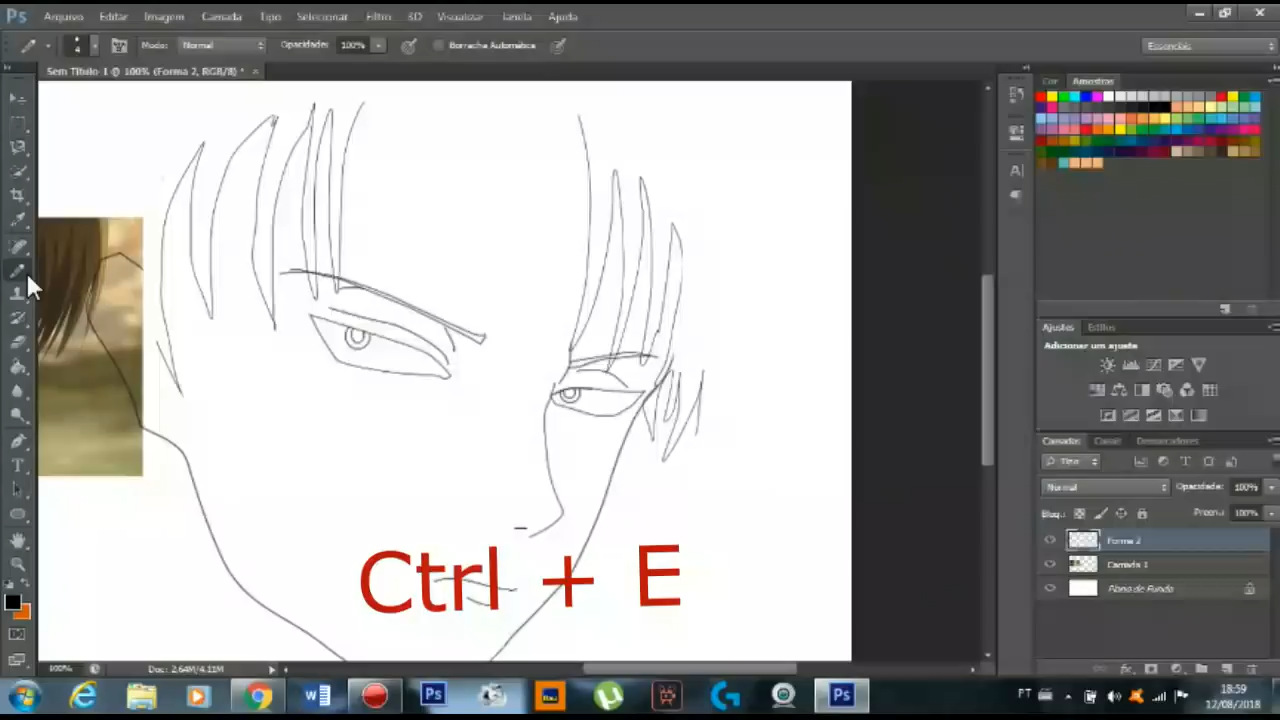 Ps Arquivo Editar Imagem Camada Tipo Selecionar Filtro 3D Visualizar Janela Ajuda
4 Modo: Normal Opacidade: 100% Borracha Automática Essenciais
Sem Título-1 @ 100% (Forma 2, RGB/8) * ×
Cor Amostras
Ajustes Estilos
Adicionar um ajuste
Camadas Canais Demarcadores
Tipo
Normal Opacidade: 100%
Bloq.: Preench.: 100%
Forma 2
Camada 1
Plano de Fundo
Ctrl + E
100% Doc: 2,64M/4,11M
PT 18:59
12/08/2018